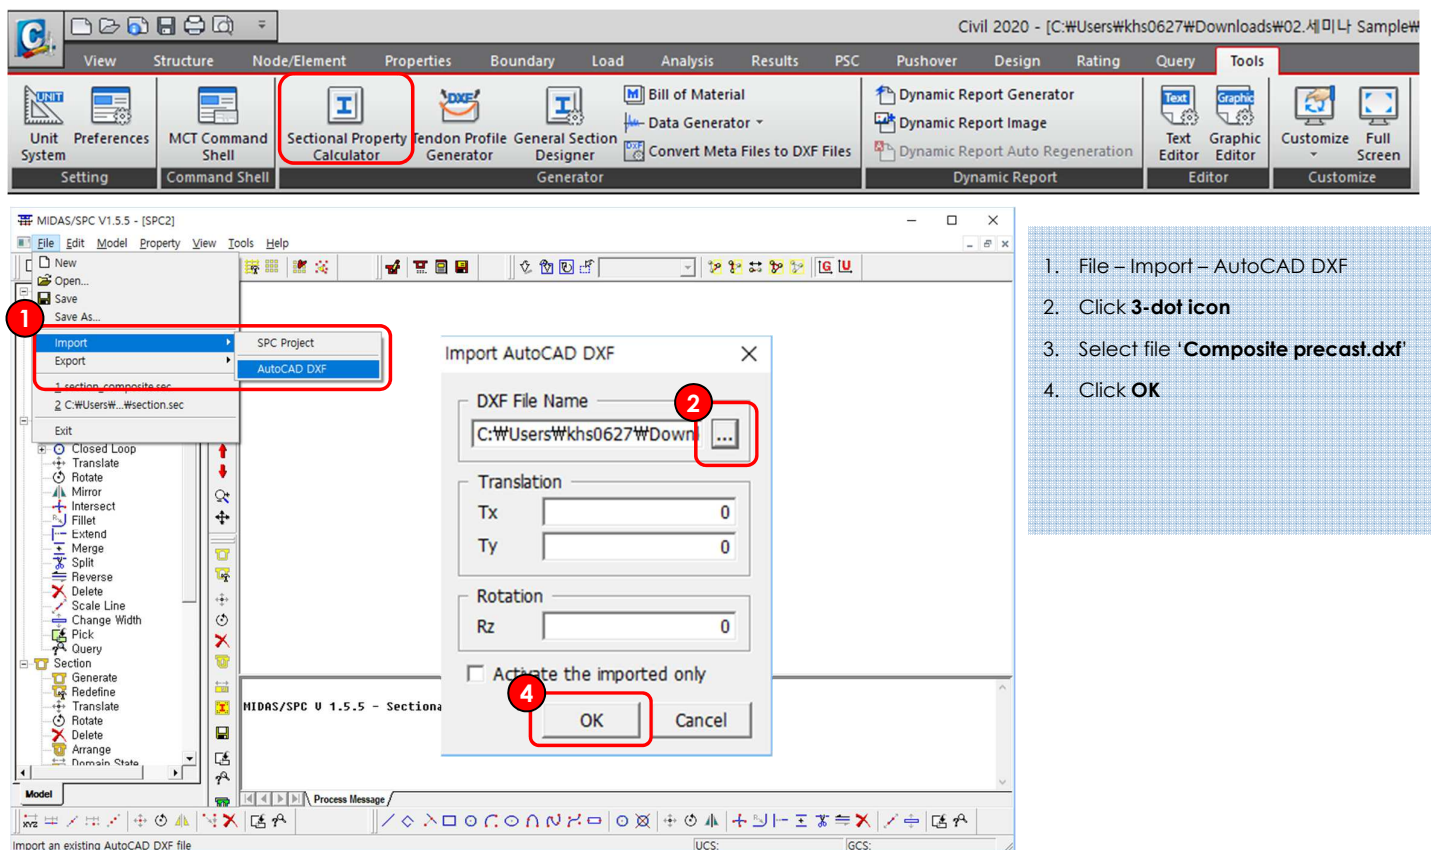 Civil 2020 - [C:₩Users₩khs0627₩Downloads₩02.세미나 Sample₩
View Structure Node/Element Properties Boundary Load Analysis Results PSC Pushover Design Rating Query Tools
Unit System
Preferences
MCT Command Shell
Sectional Property Calculator
Tendon Profile Generator
General Section Designer
Bill of Material
Data Generator
Convert Meta Files to DXF Files
Dynamic Report Generator
Dynamic Report Image
Dynamic Report Auto Regeneration
Text Editor
Graphic Editor
Customize
Full Screen
Setting Command Shell Generator Dynamic Report Editor Customize
MIDAS/SPC V1.5.5 - [SPC2]
File Edit Model Property View Tools Help
New
Open...
Save
Save As...
1
Import
Export
SPC Project
AutoCAD DXF
1 section_composite.sec
2 C:₩Users₩...₩section.sec
Exit
Closed Loop
Translate
Rotate
Mirror
Intersect
Fillet
Extend
Merge
Split
Reverse
Delete
Scale Line
Change Width
Pick
Query
Section
Generate
Redefine
Translate
Rotate
Delete
Arrange
Domain State
Model
MIDAS/SPC V 1.5.5 - Sectiona
Process Message
Import an existing AutoCAD DXF file
UCS:
GCS:
Import AutoCAD DXF
DXF File Name
2
C:₩Users₩khs0627₩Down
...
Translation
Tx 0
Ty 0
Rotation
Rz 0
Activate the imported only
4
OK Cancel
1. File – Import – AutoCAD DXF
2. Click 3-dot icon
3. Select file ‘Composite precast.dxf’
4. Click OK